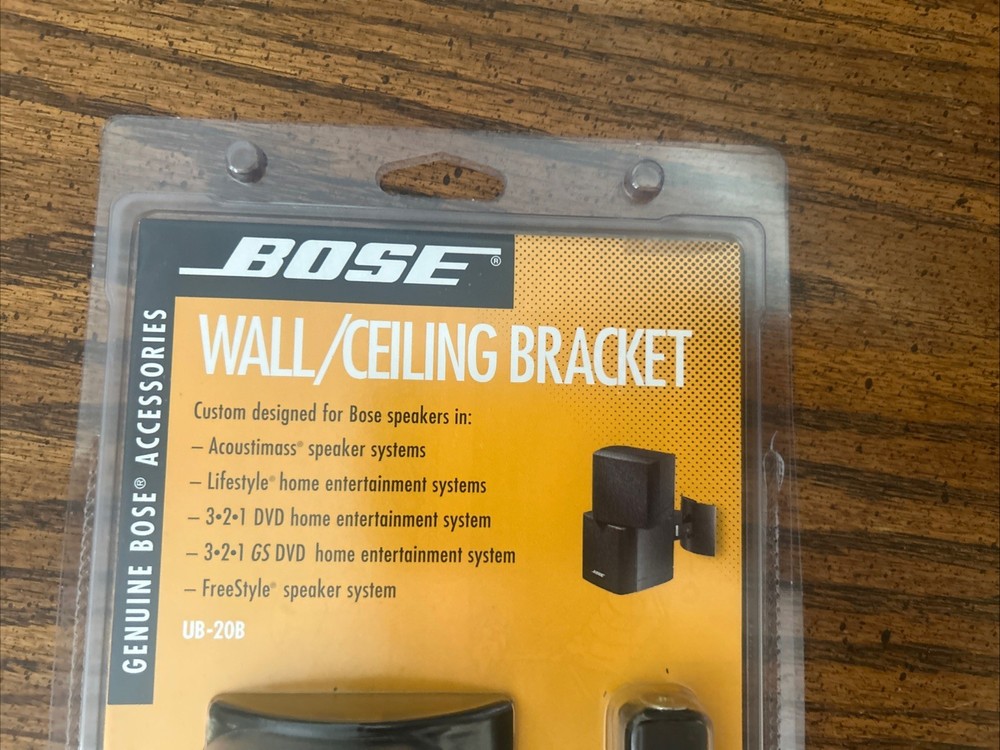 BOSE®
WALL/CEILING BRACKET
Custom designed for Bose speakers in:
– Acoustimass® speaker systems
– Lifestyle® home entertainment systems
– 3•2•1 DVD home entertainment system
– 3•2•1 GS DVD home entertainment system
– FreeStyle® speaker system
UB-20B
GENUINE BOSE® ACCESSORIES
BOSE